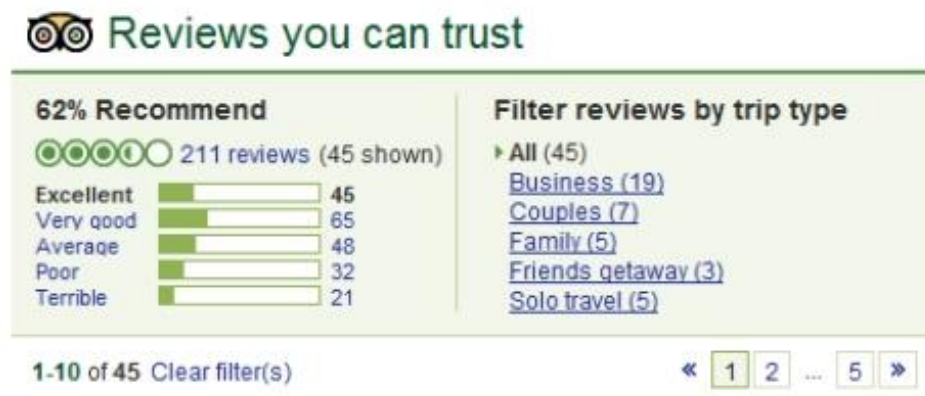 Reviews you can trust
62% Recommend
211 reviews (45 shown)
Excellent 45
Very good 65
Average 48
Poor 32
Terrible 21
Filter reviews by trip type
All (45)
Business (19)
Couples (7)
Family (5)
Friends getaway (3)
Solo travel (5)
1-10 of 45 Clear filter(s)
« 1 2 ... 5 »